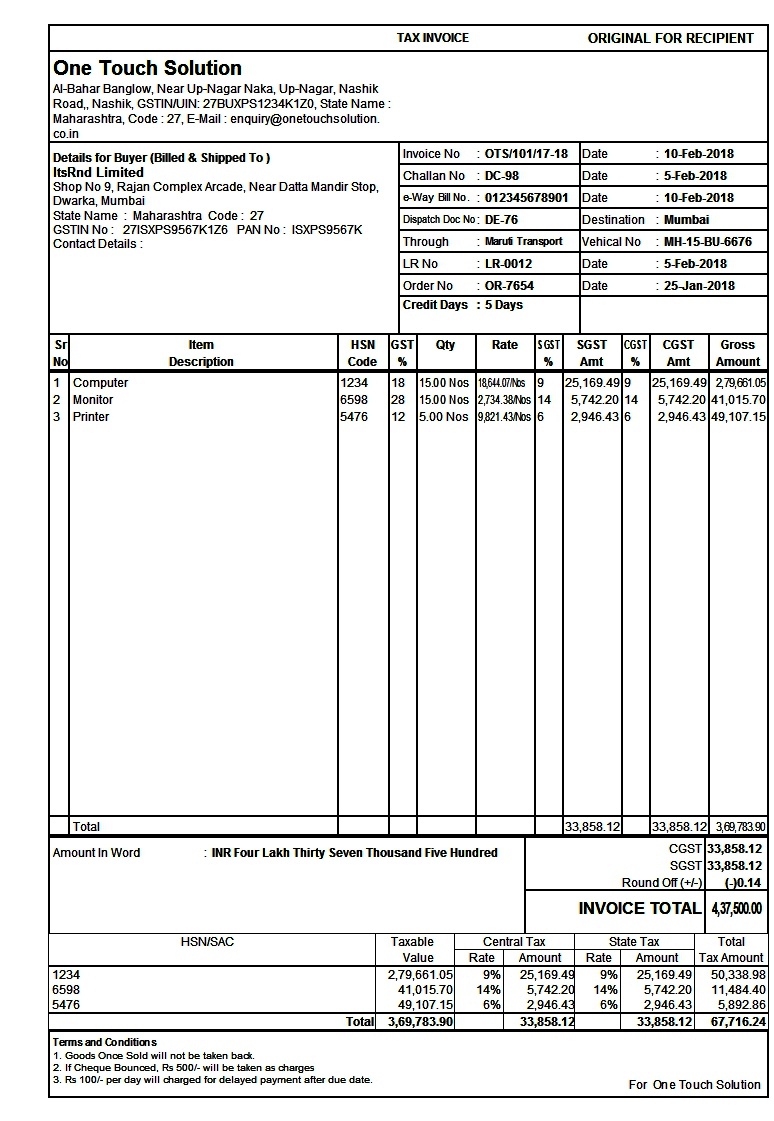 TAX INVOICE ORIGINAL FOR RECIPIENT
One Touch Solution
Al-Bahar Banglow, Near Up-Nagar Naka, Up-Nagar, Nashik
Road,, Nashik, GSTIN/UIN: 27BUXPS1234K1Z0, State Name :
Maharashtra, Code : 27, E-Mail : enquiry@onetouchsolution.
co.in
Details for Buyer (Billed & Shipped To )
ItsRnd Limited
Shop No 9, Rajan Complex Arcade, Near Datta Mandir Stop,
Dwarka, Mumbai
State Name : Maharashtra Code : 27
GSTIN No : 27ISXPS9567K1Z6 PAN No : ISXPS9567K
Contact Details :
Invoice No : OTS/101/17-18 Date : 10-Feb-2018
Challan No : DC-98 Date : 5-Feb-2018
e-Way Bill No. : 012345678901 Date : 10-Feb-2018
Dispatch Doc No : DE-76 Destination : Mumbai
Through : Maruti Transport Vehical No : MH-15-BU-6676
LR No : LR-0012 Date : 5-Feb-2018
Order No : OR-7654 Date : 25-Jan-2018
Credit Days : 5 Days
Sr Item HSN GST Qty Rate SGST SGST CGST CGST Gross
No Description Code % % Amt % Amt Amount
1 Computer 1234 18 15.00 Nos 18,644.07/Nos 9 25,169.49 9 25,169.49 2,79,661.05
2 Monitor 6598 28 15.00 Nos 2,734.38/Nos 14 5,742.20 14 5,742.20 41,015.70
3 Printer 5476 12 5.00 Nos 9,821.43/Nos 6 2,946.43 6 2,946.43 49,107.15
Total 33,858.12 33,858.12 3,69,783.90
Amount In Word : INR Four Lakh Thirty Seven Thousand Five Hundred
CGST 33,858.12
SGST 33,858.12
Round Off (+/-) (-)0.14
INVOICE TOTAL 4,37,500.00
HSN/SAC Taxable Central Tax State Tax Total
Value Rate Amount Rate Amount Tax Amount
1234 2,79,661.05 9% 25,169.49 9% 25,169.49 50,338.98
6598 41,015.70 14% 5,742.20 14% 5,742.20 11,484.40
5476 49,107.15 6% 2,946.43 6% 2,946.43 5,892.86
Total 3,69,783.90 33,858.12 33,858.12 67,716.24
Terms and Conditions
1. Goods Once Sold will not be taken back.
2. If Cheque Bounced, Rs 500/- will be taken as charges
3. Rs 100/- per day will charged for delayed payment after due date.
For One Touch Solution